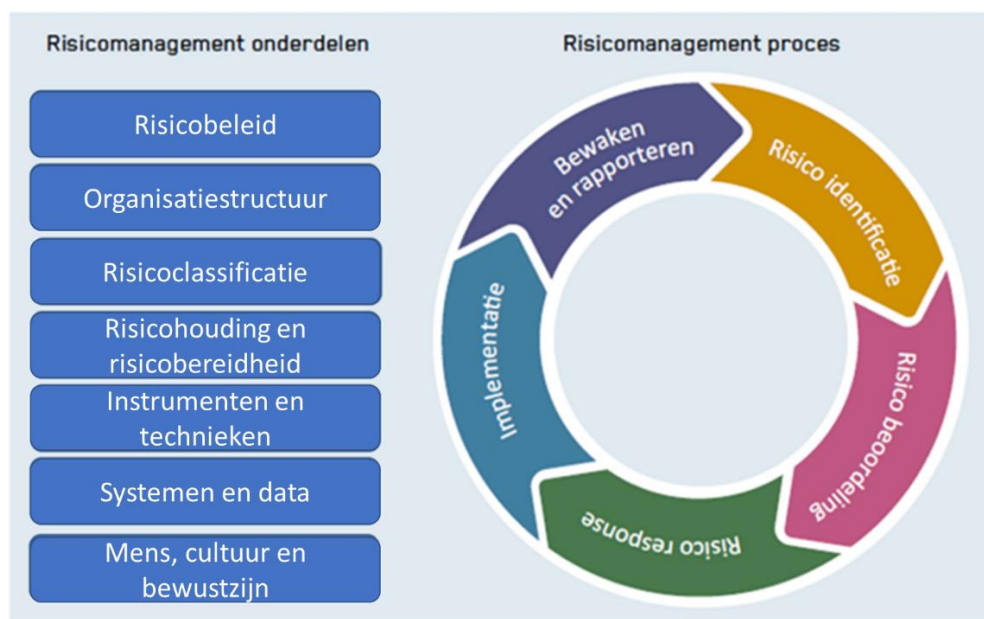 Risicomanagement onderdelen
Risicobeleid
Organisatiestructuur
Risicoclassificatie
Risicohouding en
risicobereidheid
Instrumenten en
technieken
Systemen en data
Mens, cultuur en
bewustzijn
Risicomanagement proces
Risico identificatie
Risico beoordeling
Risico response
Implementatie
Bewaken
en rapporteren